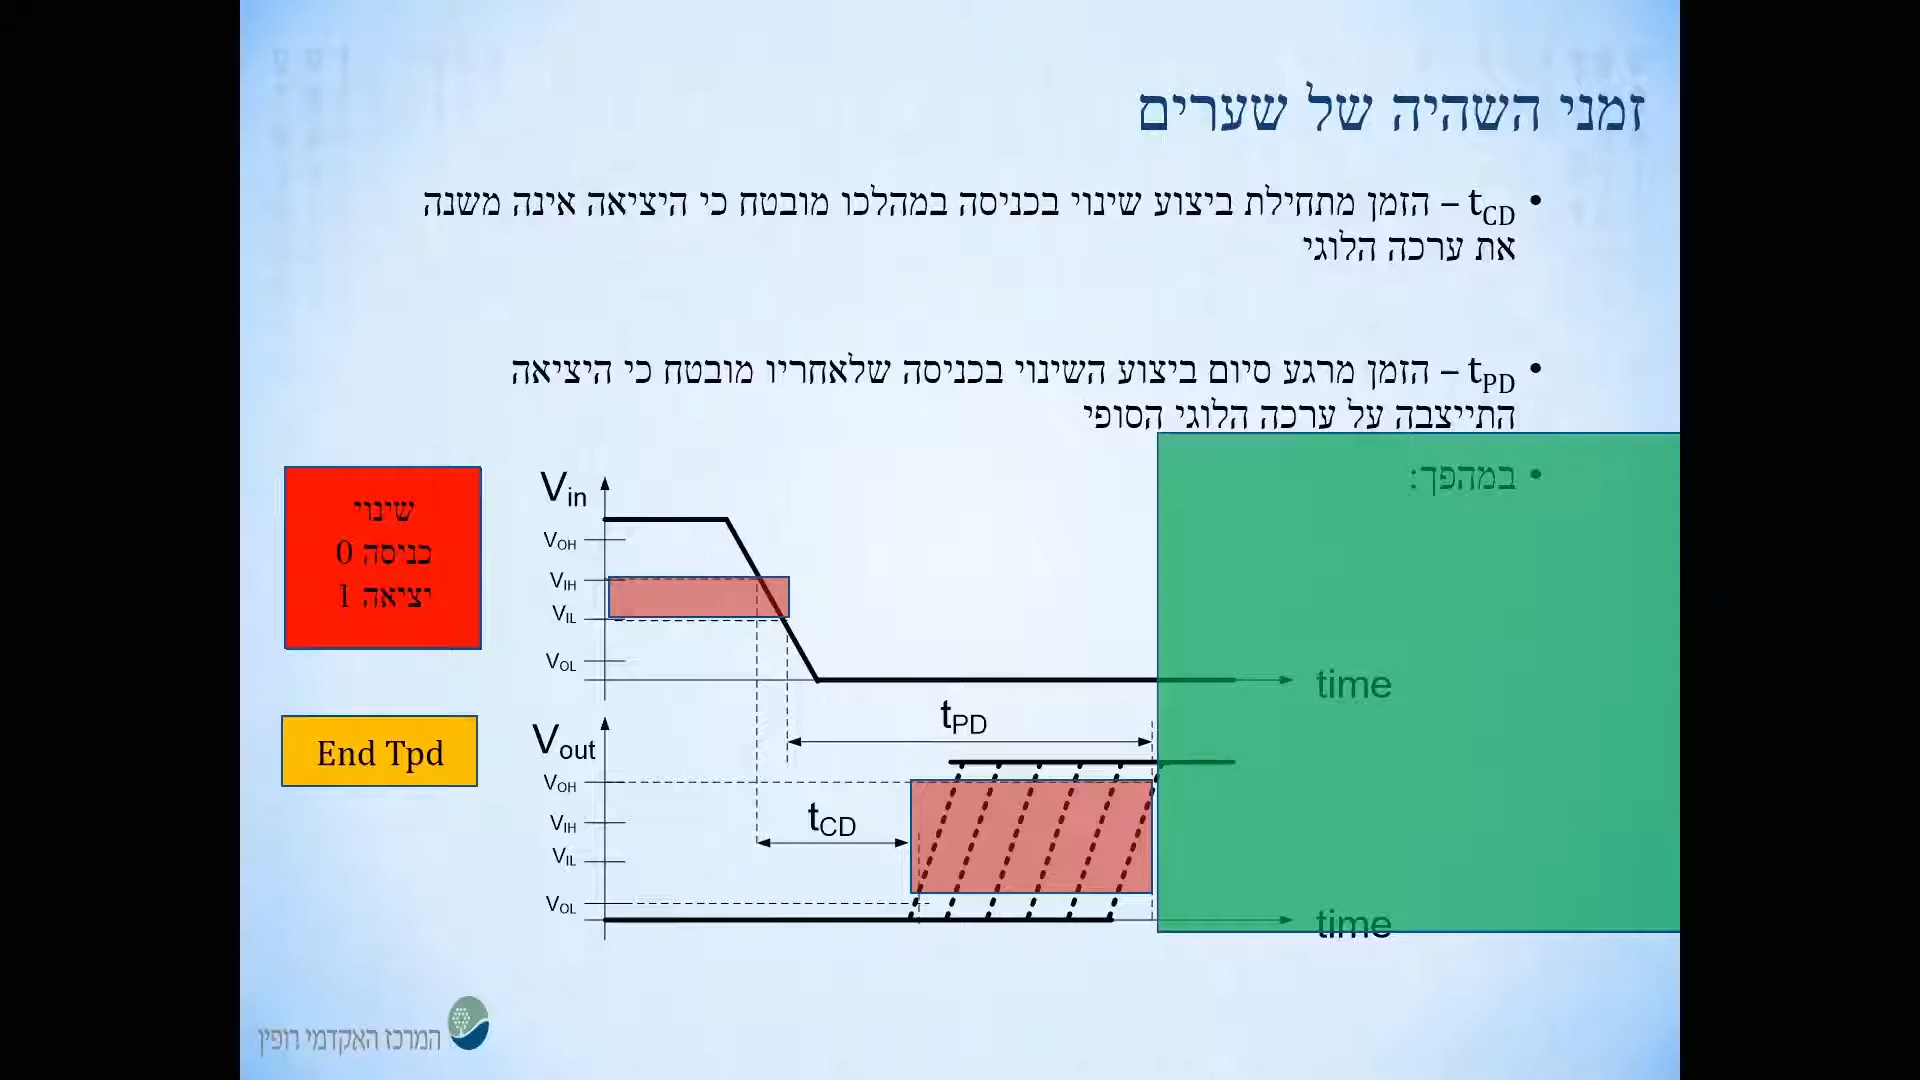 זמני השהיה של שערים
• tCD – הזמן מתחילת ביצוע שינוי בכניסה במהלכו מובטח כי היציאה אינה משנה
את ערכה הלוגי
• tPD – הזמן מרגע סיום ביצוע השינוי בכניסה שלאחריו מובטח כי היציאה
התייצבה על ערכה הלוגי הסופי
• במהפך:
שינוי
כניסה 0
יציאה 1
End Tpd
Vin
VOH
VIH
VIL
VOL
time
tPD
Vout
VOH
tCD
VIH
VIL
VOL
time
המרכז האקדמי רופין